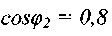 cosφ₂ = 0,8